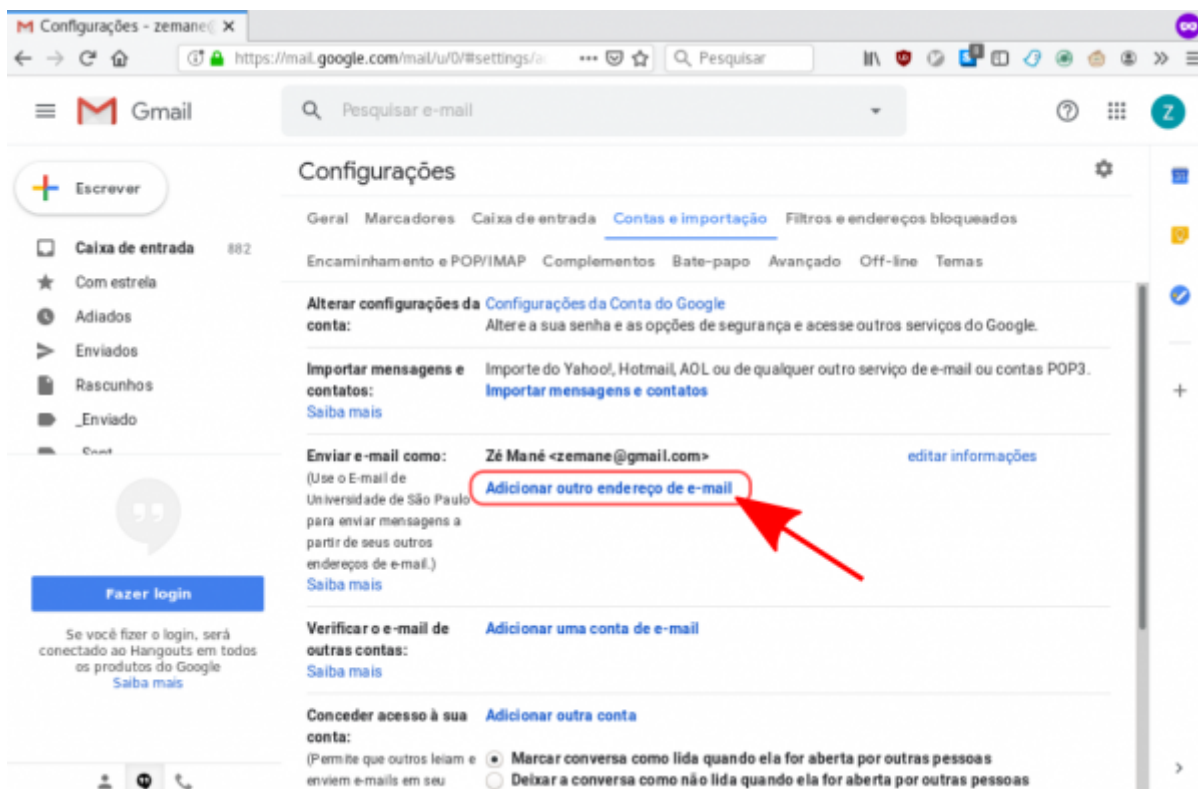 Configurações - zemane(
https://mail.google.com/mail/u/0/#settings/a
Pesquisar
Gmail
Pesquisar e-mail
Z
Escrever
Caixa de entrada 882
Com estrela
Adiados
Enviados
Rascunhos
_Enviado
Fazer login
Se você fizer o login, será
conectado ao Hangouts em todos
os produtos do Google
Saiba mais
Configurações
Geral Marcadores Caixa de entrada Contas e importação Filtros e endereços bloqueados
Encaminhamento e POP/IMAP Complementos Bate-papo Avançado Off-line Temas
Alterar configurações da Configurações da Conta do Google
conta: Altere a sua senha e as opções de segurança e acesse outros serviços do Google.
Importar mensagens e Importe do Yahoo!, Hotmail, AOL ou de qualquer outro serviço de e-mail ou contas POP3.
contatos: Importar mensagens e contatos
Saiba mais
Enviar e-mail como: Zé Mané <zemane@gmail.com> editar informações
(Use o E-mail de
Adicionar outro endereço de e-mail
Universidade de São Paulo
para enviar mensagens a
partir de seus outros
endereços de e-mail.)
Saiba mais
Verificar o e-mail de Adicionar uma conta de e-mail
outras contas:
Saiba mais
Conceder acesso à sua Adicionar outra conta
conta:
(Permite que outros leiam e Marcar conversa como lida quando ela for aberta por outras pessoas
enviem e-mails em seu Deixar a conversa como não lida quando ela for aberta por outras pessoas